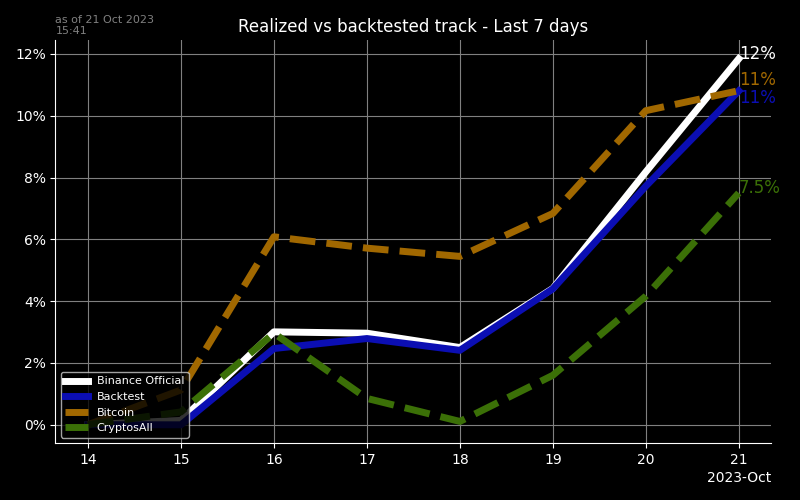 as of 21 Oct 2023
15:41
Realized vs backtested track - Last 7 days
12%
10%
8%
6%
4%
2%
0%
12%
11%
11%
7.5%
Binance Official
Backtest
Bitcoin
CryptosAll
14 15 16 17 18 19 20 21
2023-Oct